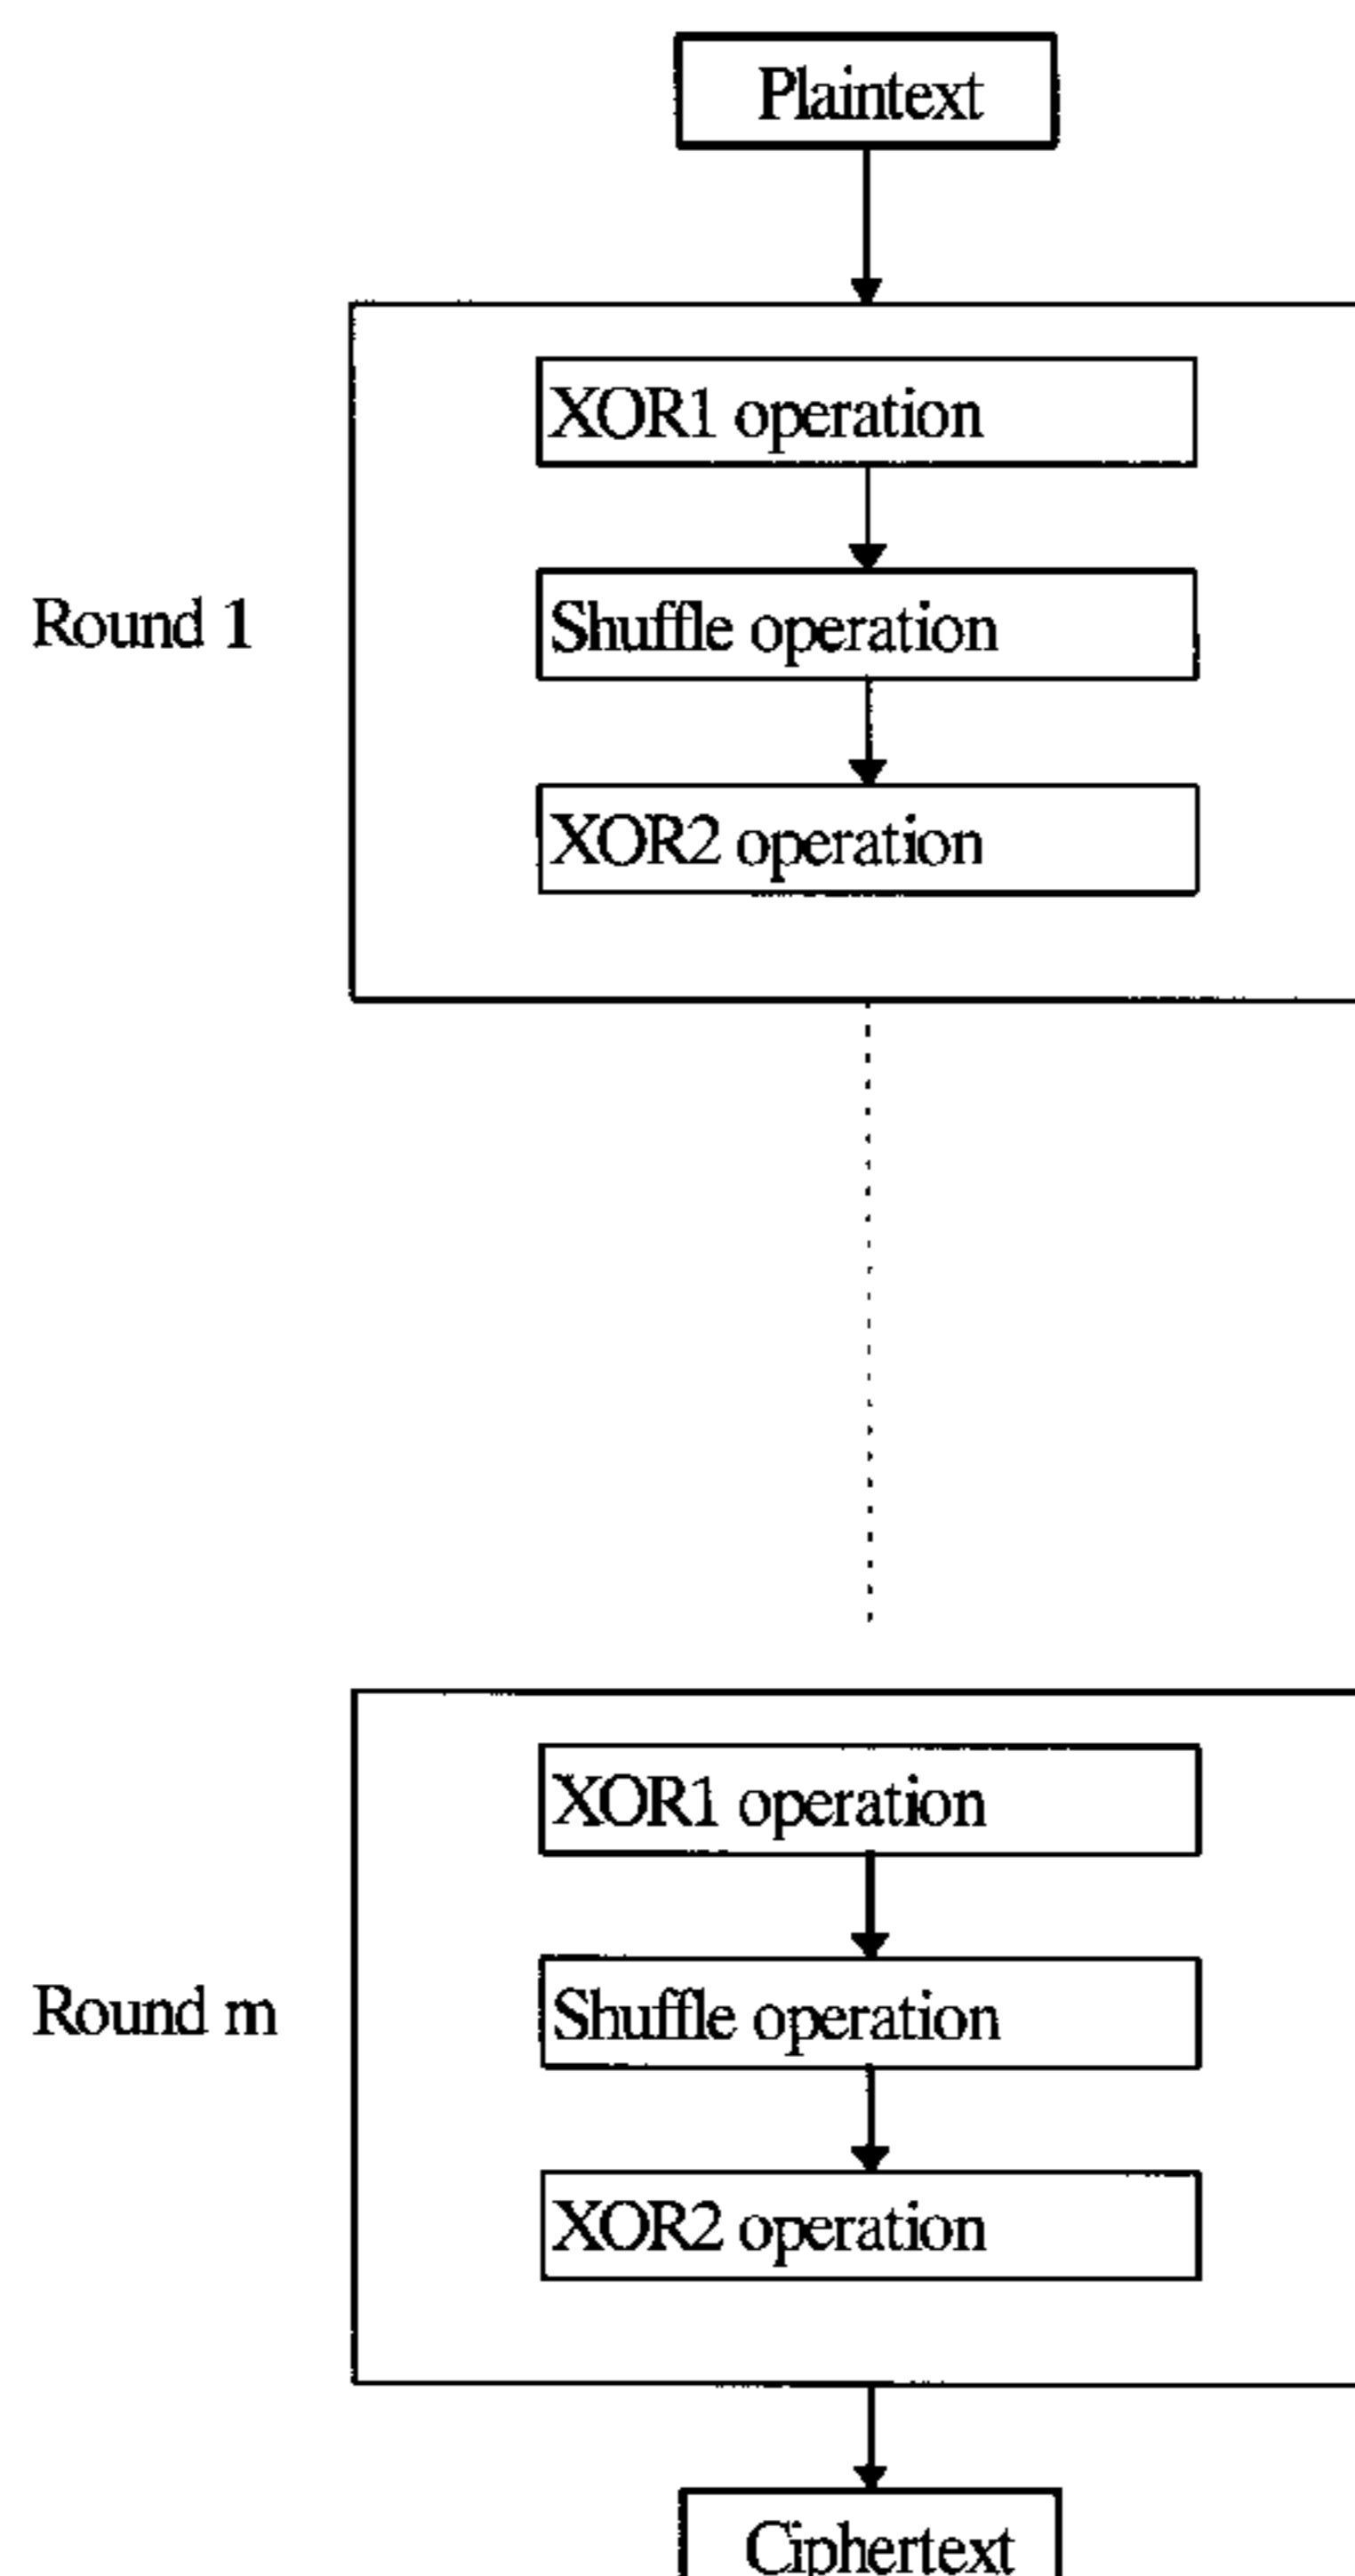 Plaintext
XOR1 operation
Round 1
Shuffle operation
XOR2 operation
XOR1 operation
Round m
Shuffle operation
XOR2 operation
Ciphertext